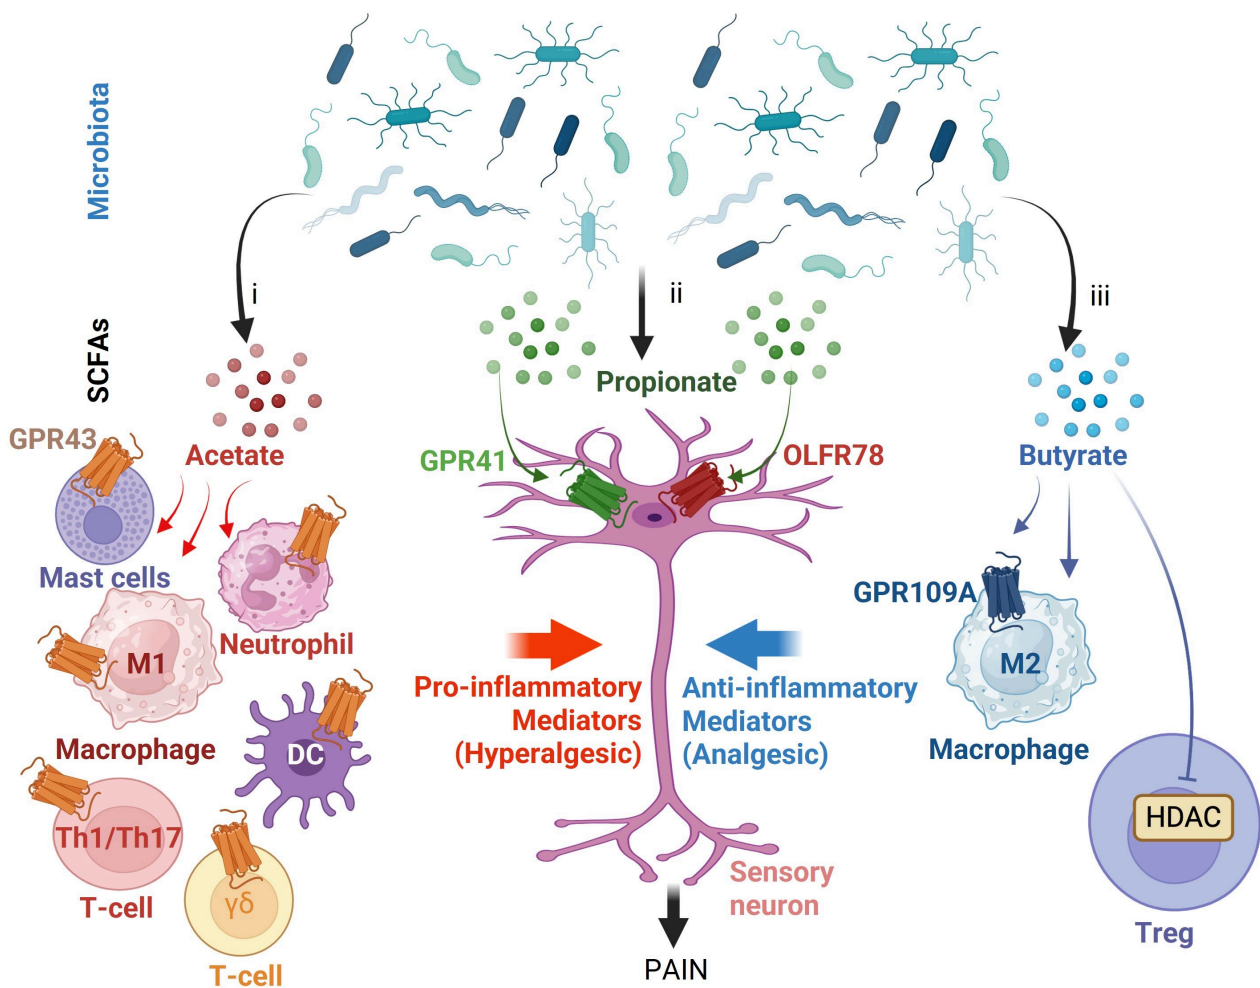 Microbiota
i
ii
iii
SCFAs
Propionate
GPR43
Acetate
GPR41
OLFR78
Butyrate
Mast cells
GPR109A
Neutrophil
M1
M2
Pro-inflammatory
Mediators
(Hyperalgesic)
Anti-inflammatory
Mediators
(Analgesic)
Macrophage
DC
Macrophage
HDAC
Th1/Th17
T-cell
γδ
T-cell
Sensory
neuron
Treg
PAIN